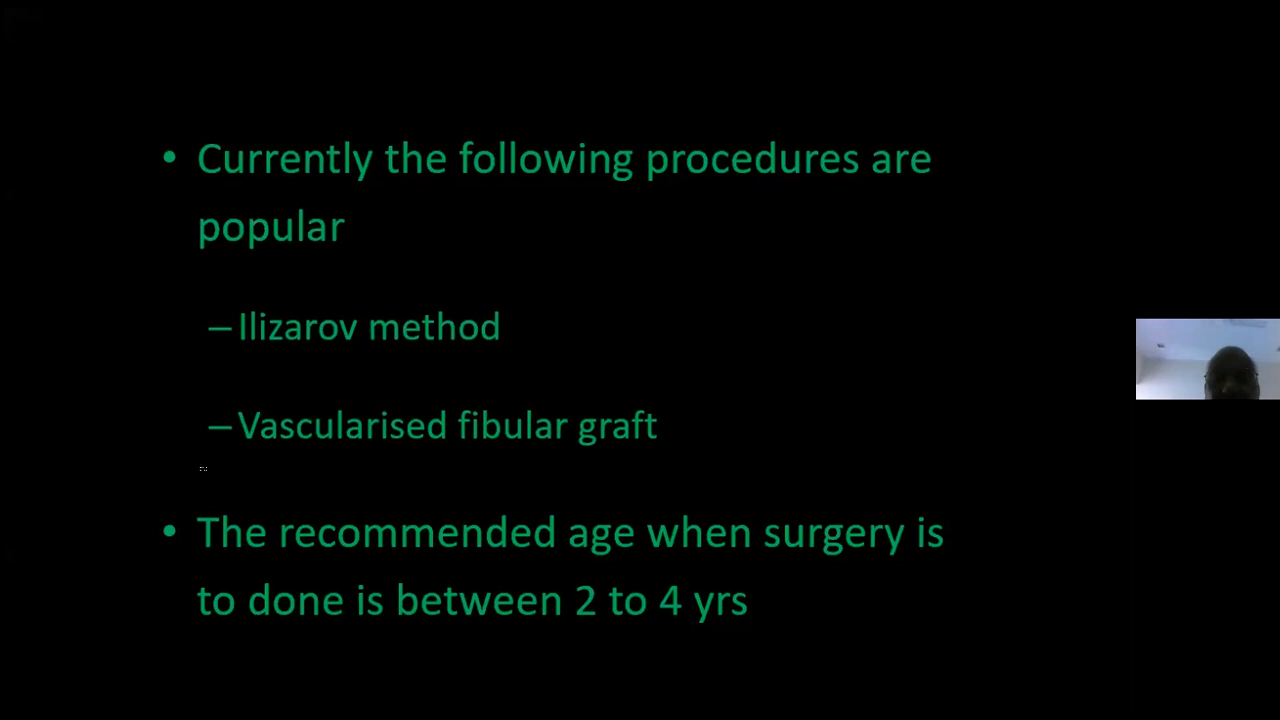 • Currently the following procedures are
popular
– Ilizarov method
– Vascularised fibular graft
• The recommended age when surgery is
to done is between 2 to 4 yrs